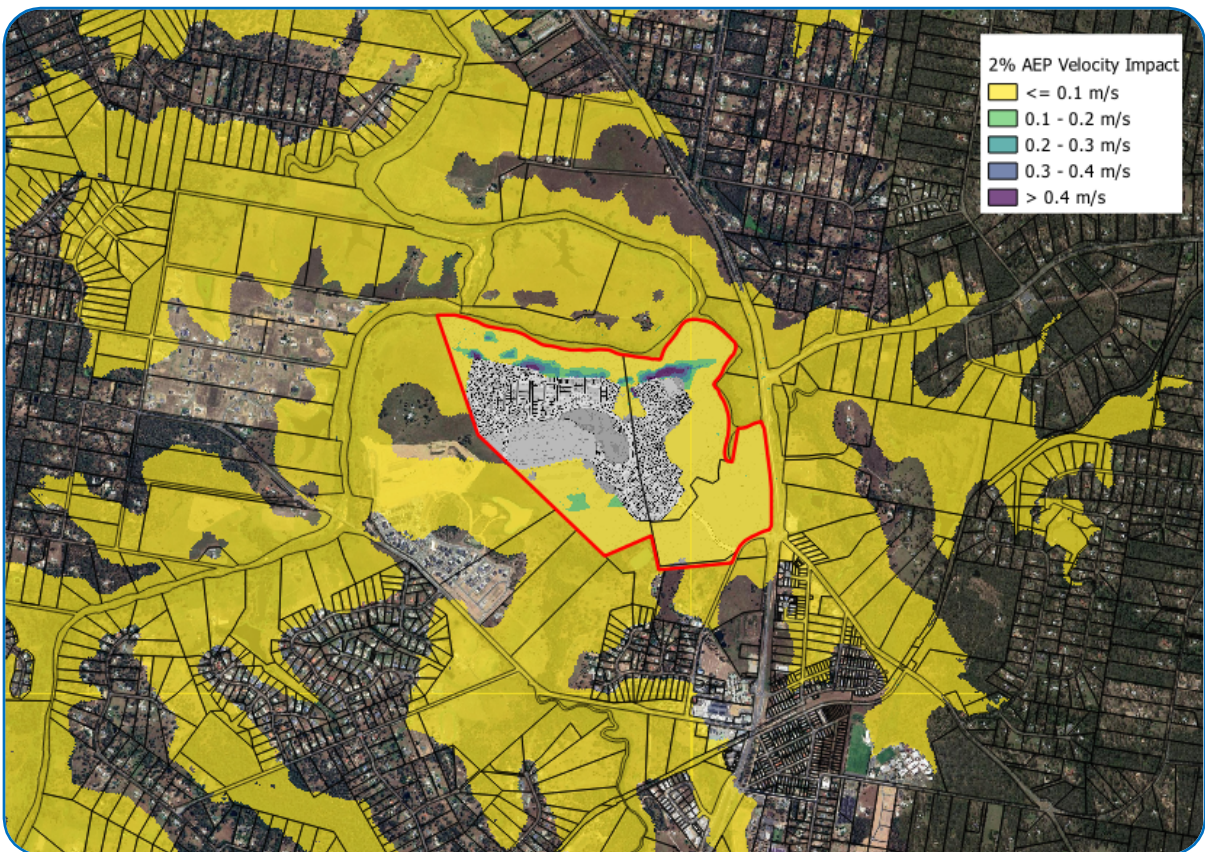 2% AEP Velocity Impact
<= 0.1 m/s
0.1 - 0.2 m/s
0.2 - 0.3 m/s
0.3 - 0.4 m/s
> 0.4 m/s